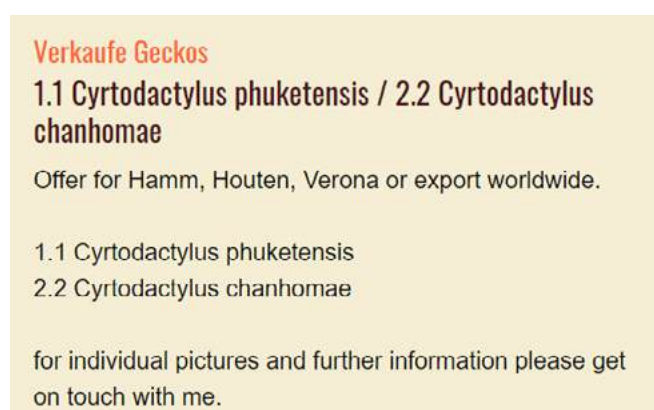 Verkaufe Geckos
1.1 Cyrtodactylus phuketensis / 2.2 Cyrtodactylus
chanhomae
Offer for Hamm, Houten, Verona or export worldwide.
1.1 Cyrtodactylus phuketensis
2.2 Cyrtodactylus chanhomae
for individual pictures and further information please get
on touch with me.